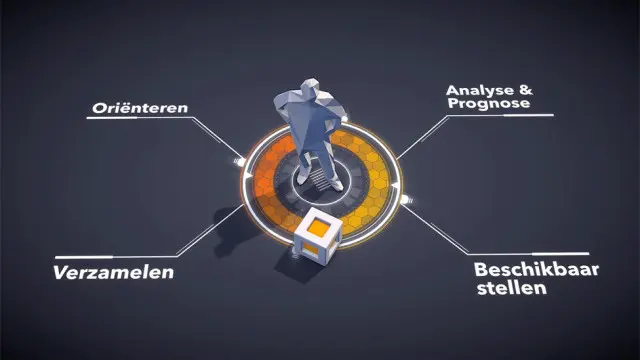 Oriënteren
Analyse &
Prognose
Verzamelen
Beschikbaar
stellen